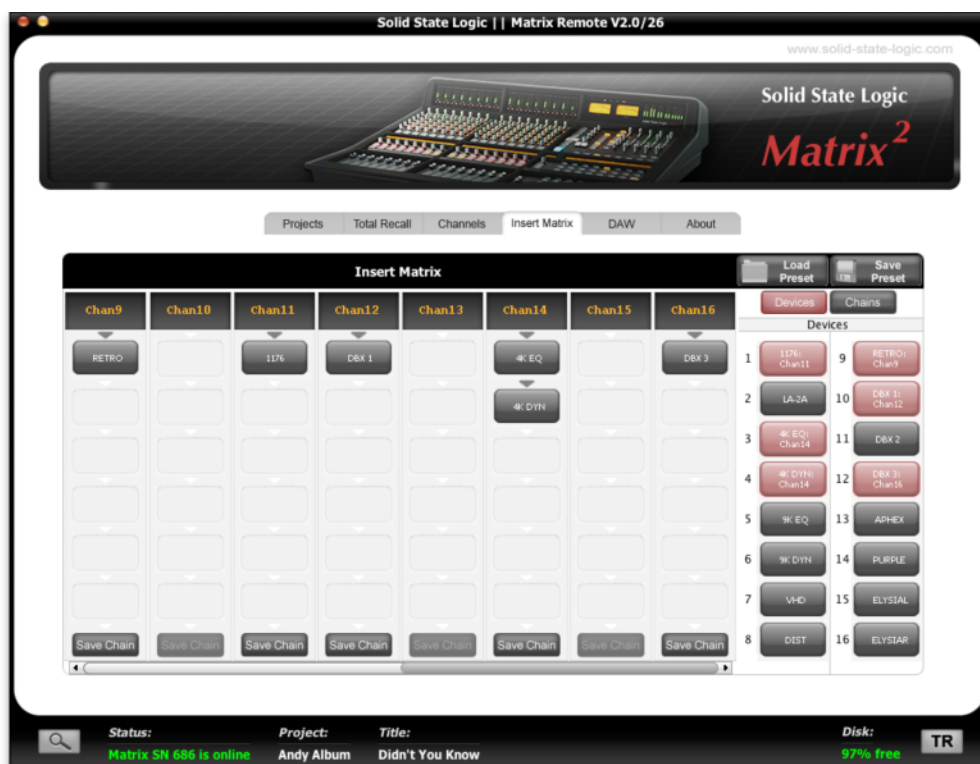 Solid State Logic || Matrix Remote V2.0/26
www.solid-state-logic.com
Solid State Logic
Matrix2
Projects Total Recall Channels Insert Matrix DAW About
Insert Matrix
Load Preset
Save Preset
Chan9 Chan10 Chan11 Chan12 Chan13 Chan14 Chan15 Chan16
Devices Chains
Devices
RETRO 1176 DBX 1 4K EQ DBX 3
4K DYN
1 1176: Chan11 9 RETRO: Chan9
2 LA-2A 10 DBX 1: Chan12
3 4K EQ: Chan14 11 DBX 2
4 4K DYN: Chan14 12 DBX 3: Chan16
5 9K EQ 13 APHEX
6 9K DYN 14 PURPLE
7 VHD 15 ELYSIAL
8 DIST 16 ELYSIAR
Save Chain Save Chain Save Chain Save Chain Save Chain Save Chain Save Chain Save Chain
Status: Project: Title: Disk:
Matrix SN 686 is online Andy Album Didn't You Know 97% free
TR